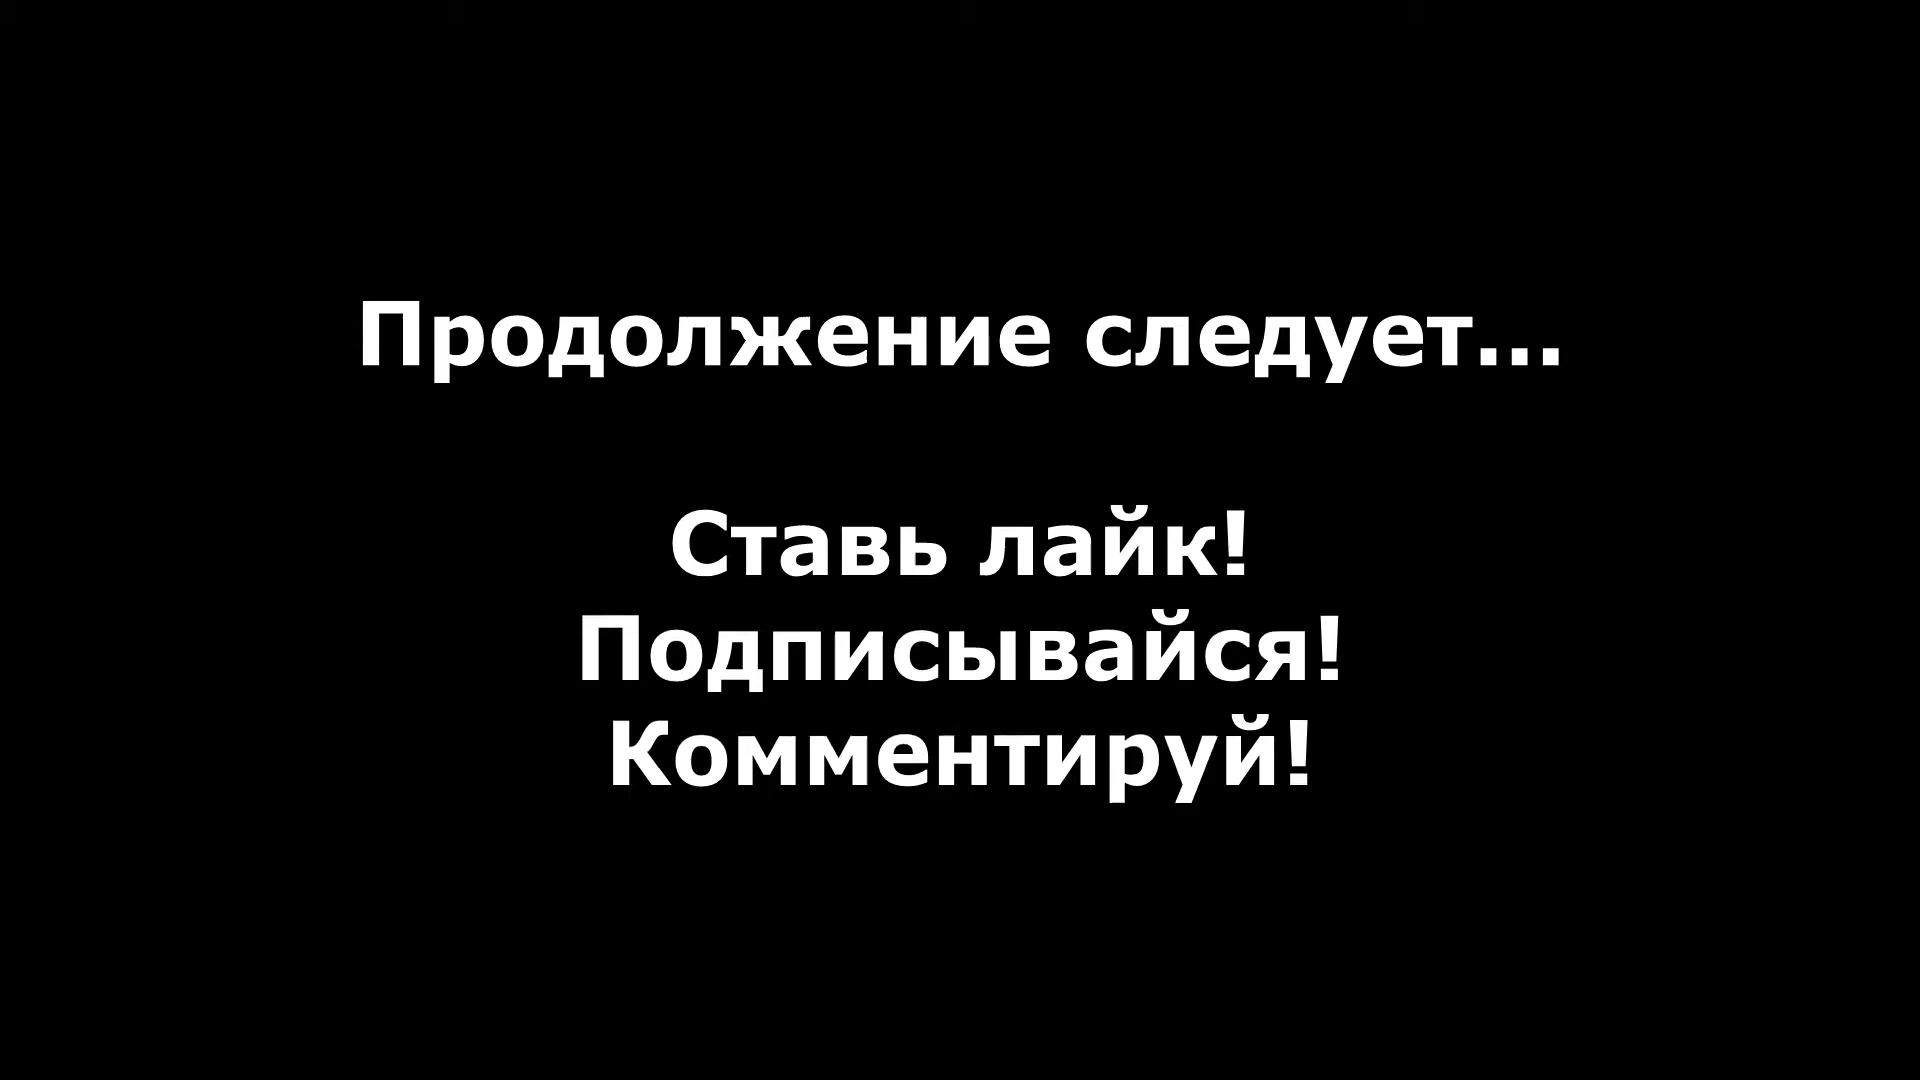 Продолжение следует...
Ставь лайк!
Подписывайся!
Комментируй!